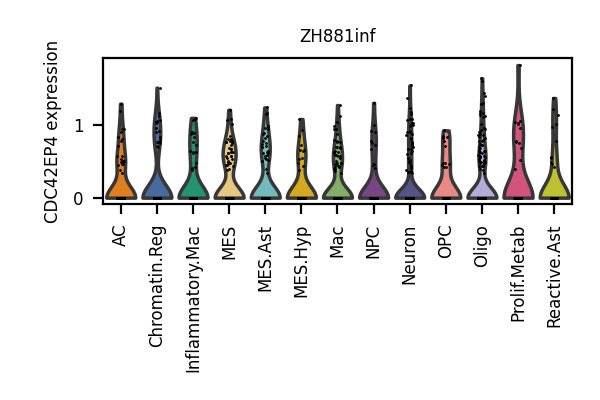 ZH881inf
CDC42EP4 expression
1
0
AC
Chromatin.Reg
Inflammatory.Mac
MES
MES.Ast
MES.Hyp
Mac
NPC
Neuron
OPC
Oligo
Prolif.Metab
Reactive.Ast